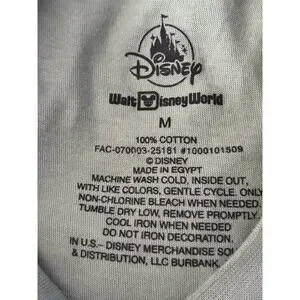 Disney
Walt Disney World
M
100% COTTON
FAC-070003-25181 #1000101509
© DISNEY
MADE IN EGYPT
MACHINE WASH COLD, INSIDE OUT,
WITH LIKE COLORS, GENTLE CYCLE. ONLY
NON-CHLORINE BLEACH WHEN NEEDED.
TUMBLE DRY LOW, REMOVE PROMPTLY.
COOL IRON WHEN NEEDED
DO NOT IRON DECORATION.
IN U.S.– DISNEY MERCHANDISE SOU
& DISTRIBUTION, LLC BURBANK,